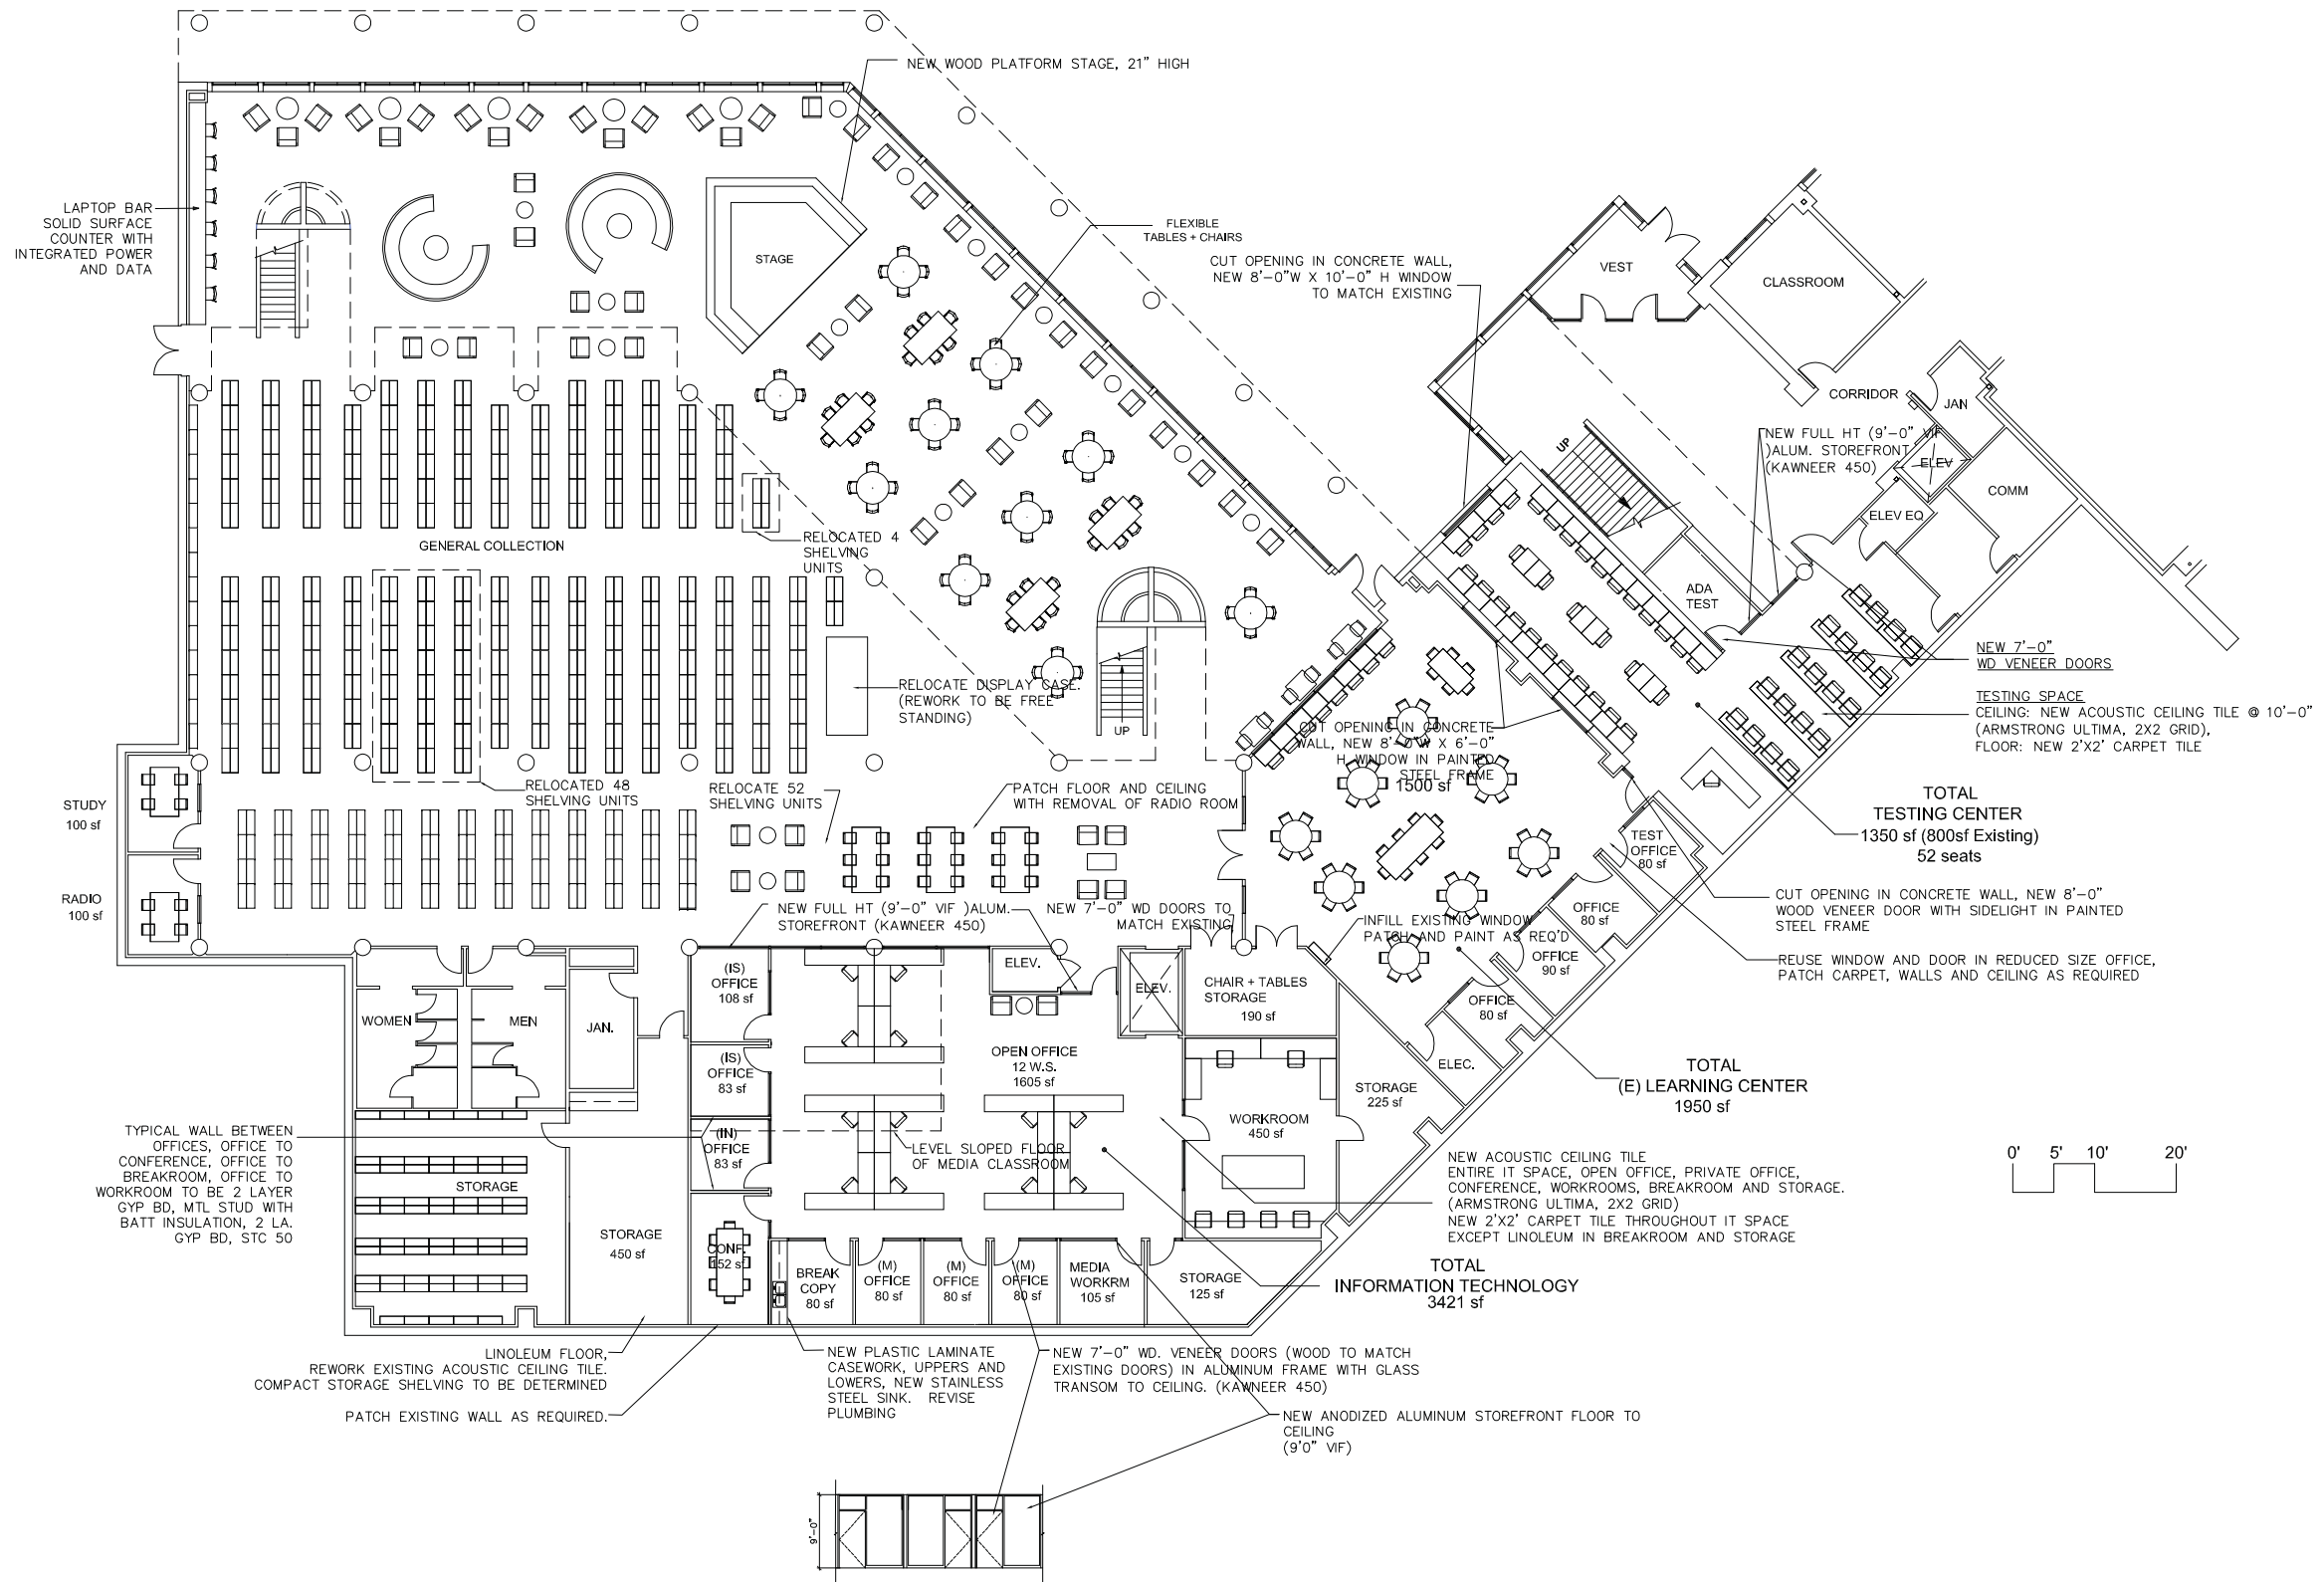 NEW WOOD PLATFORM STAGE, 21" HIGH
LAPTOP BAR
SOLID SURFACE
COUNTER WITH
INTEGRATED POWER
AND DATA
STAGE
FLEXIBLE
TABLES + CHAIRS
CUT OPENING IN CONCRETE WALL,
NEW 8'-0"W X 10'-0" H WINDOW
TO MATCH EXISTING
VEST
CLASSROOM
CORRIDOR
JAN
UP
NEW FULL HT (9'-0" VIF
)ALUM. STOREFRONT
(KAWNEER 450)
ELEV
COMM
ELEV EQ
GENERAL COLLECTION
RELOCATED 4
SHELVING
UNITS
ADA
TEST
NEW 7'-0"
WD VENEER DOORS
TESTING SPACE
CEILING: NEW ACOUSTIC CEILING TILE @ 10'-0"
(ARMSTRONG ULTIMA, 2X2 GRID),
FLOOR: NEW 2'X2' CARPET TILE
RELOCATE DISPLAY CASE.
(REWORK TO BE FREE
STANDING)
UP
CUT OPENING IN CONCRETE
WALL, NEW 8'-0"W X 6'-0"
H WINDOW IN PAINTED
STEEL FRAME
1500 sf
RELOCATED 48
SHELVING UNITS
RELOCATE 52
SHELVING UNITS
PATCH FLOOR AND CEILING
WITH REMOVAL OF RADIO ROOM
STUDY
100 sf
RADIO
100 sf
TOTAL
TESTING CENTER
1350 sf (800sf Existing)
52 seats
TEST
OFFICE
80 sf
CUT OPENING IN CONCRETE WALL, NEW 8'-0"
WOOD VENEER DOOR WITH SIDELIGHT IN PAINTED
STEEL FRAME
NEW FULL HT (9'-0" VIF )ALUM.
STOREFRONT (KAWNEER 450)
NEW 7'-0" WD DOORS TO
MATCH EXISTING
INFILL EXISTING WINDOW
PATCH AND PAINT AS REQ'D
OFFICE
80 sf
OFFICE
90 sf
OFFICE
80 sf
REUSE WINDOW AND DOOR IN REDUCED SIZE OFFICE,
PATCH CARPET, WALLS AND CEILING AS REQUIRED
WOMEN
MEN
JAN.
(IS)
OFFICE
108 sf
ELEV.
ELEV.
CHAIR + TABLES
STORAGE
190 sf
(IS)
OFFICE
83 sf
OPEN OFFICE
12 W.S.
1605 sf
ELEC.
TOTAL
(E) LEARNING CENTER
1950 sf
STORAGE
225 sf
WORKROOM
450 sf
TYPICAL WALL BETWEEN
OFFICES, OFFICE TO
CONFERENCE, OFFICE TO
BREAKROOM, OFFICE TO
WORKROOM TO BE 2 LAYER
GYP BD, MTL STUD WITH
BATT INSULATION, 2 LA.
GYP BD, STC 50
(IN)
OFFICE
83 sf
LEVEL SLOPED FLOOR
OF MEDIA CLASSROOM
STORAGE
NEW ACOUSTIC CEILING TILE
ENTIRE IT SPACE, OPEN OFFICE, PRIVATE OFFICE,
CONFERENCE, WORKROOMS, BREAKROOM AND STORAGE.
(ARMSTRONG ULTIMA, 2X2 GRID)
NEW 2'X2' CARPET TILE THROUGHOUT IT SPACE
EXCEPT LINOLEUM IN BREAKROOM AND STORAGE
0' 5' 10' 20'
STORAGE
450 sf
CONF.
152 sf
BREAK
COPY
80 sf
(M)
OFFICE
80 sf
(M)
OFFICE
80 sf
(M)
OFFICE
80 sf
MEDIA
WORKRM
105 sf
STORAGE
125 sf
TOTAL
INFORMATION TECHNOLOGY
3421 sf
LINOLEUM FLOOR,
REWORK EXISTING ACOUSTIC CEILING TILE.
COMPACT STORAGE SHELVING TO BE DETERMINED
PATCH EXISTING WALL AS REQUIRED.
NEW PLASTIC LAMINATE
CASEWORK, UPPERS AND
LOWERS, NEW STAINLESS
STEEL SINK. REVISE
PLUMBING
NEW 7'-0" WD. VENEER DOORS (WOOD TO MATCH
EXISTING DOORS) IN ALUMINUM FRAME WITH GLASS
TRANSOM TO CEILING. (KAWNEER 450)
NEW ANODIZED ALUMINUM STOREFRONT FLOOR TO
CEILING
(9'0" VIF)
9'-0"